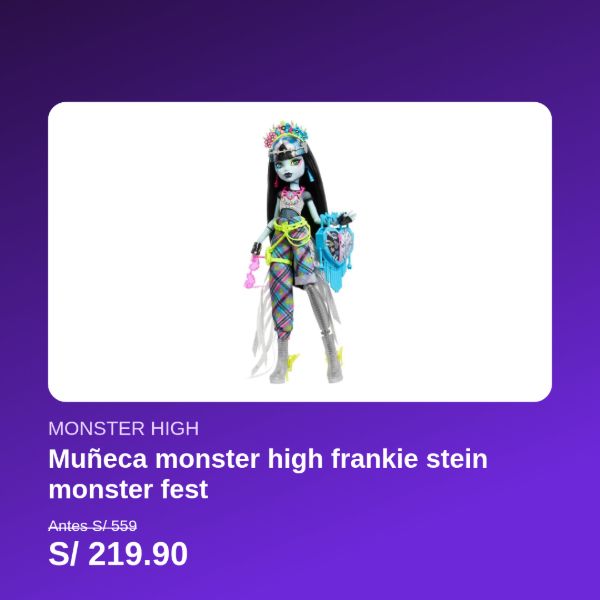 MONSTER HIGH
Muñeca monster high frankie stein
monster fest
Antes S/ 559
S/ 219.90